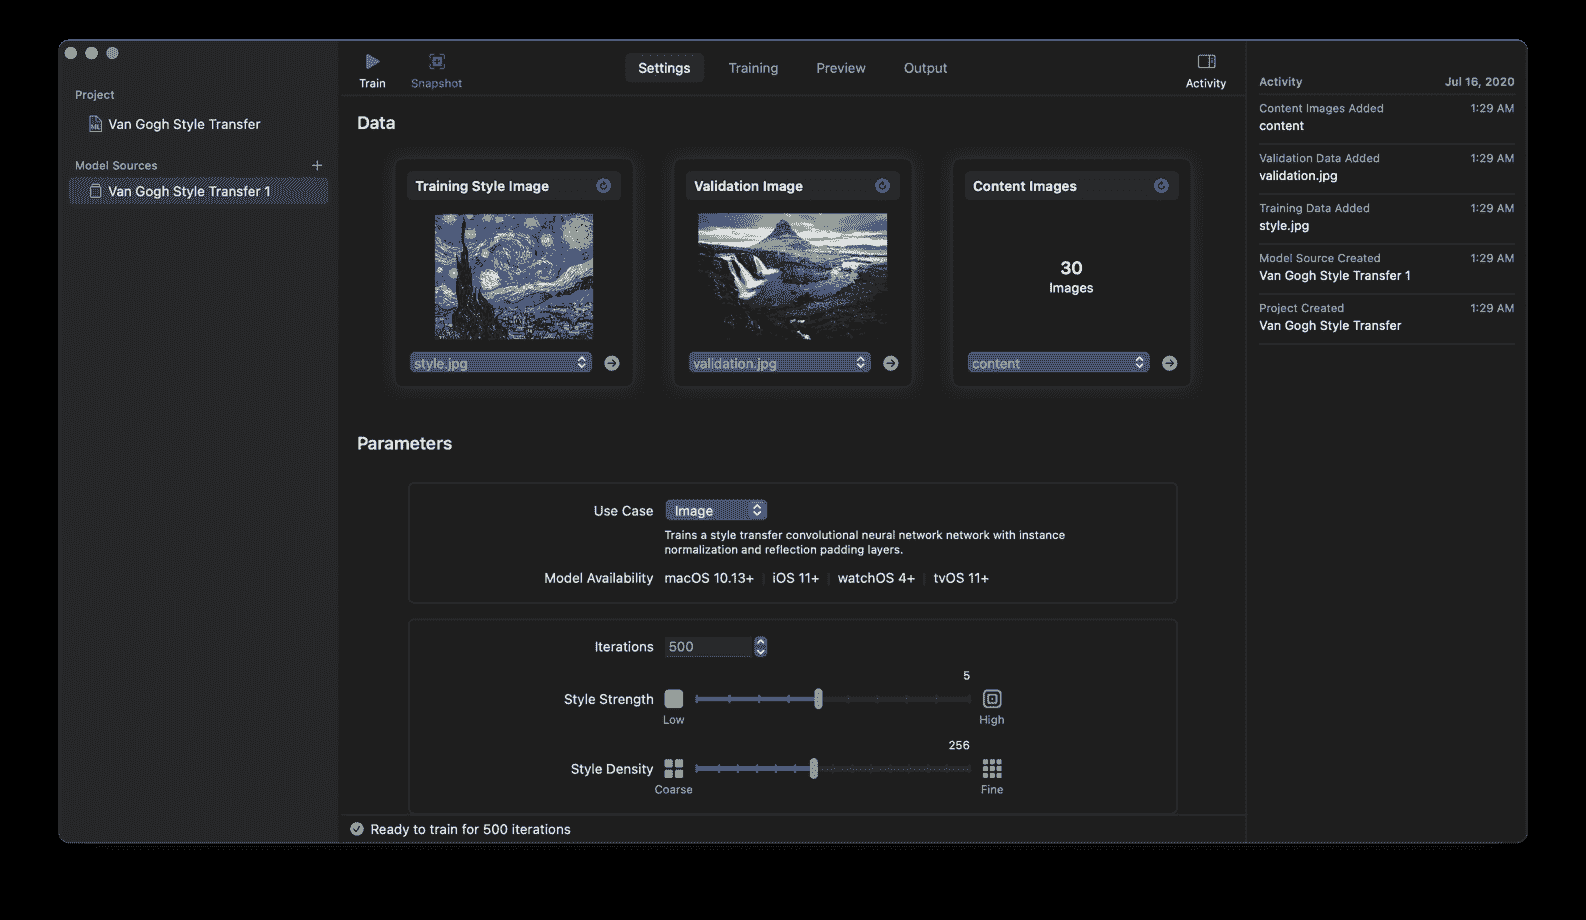 Project
Van Gogh Style Transfer
Model Sources +
Van Gogh Style Transfer 1
Train
Snapshot
Settings
Training
Preview
Output
Activity
Data
Training Style Image
style.jpg
Validation Image
validation.jpg
Content Images
30
Images
content
Parameters
Use Case Image
Trains a style transfer convolutional neural network network with instance
normalization and reflection padding layers.
Model Availability macOS 10.13+ iOS 11+ watchOS 4+ tvOS 11+
Iterations 500
5
Style Strength
Low High
256
Style Density
Coarse Fine
Ready to train for 500 iterations
Activity Jul 16, 2020
Content Images Added 1:29 AM
content
Validation Data Added 1:29 AM
validation.jpg
Training Data Added 1:29 AM
style.jpg
Model Source Created 1:29 AM
Van Gogh Style Transfer 1
Project Created 1:29 AM
Van Gogh Style Transfer